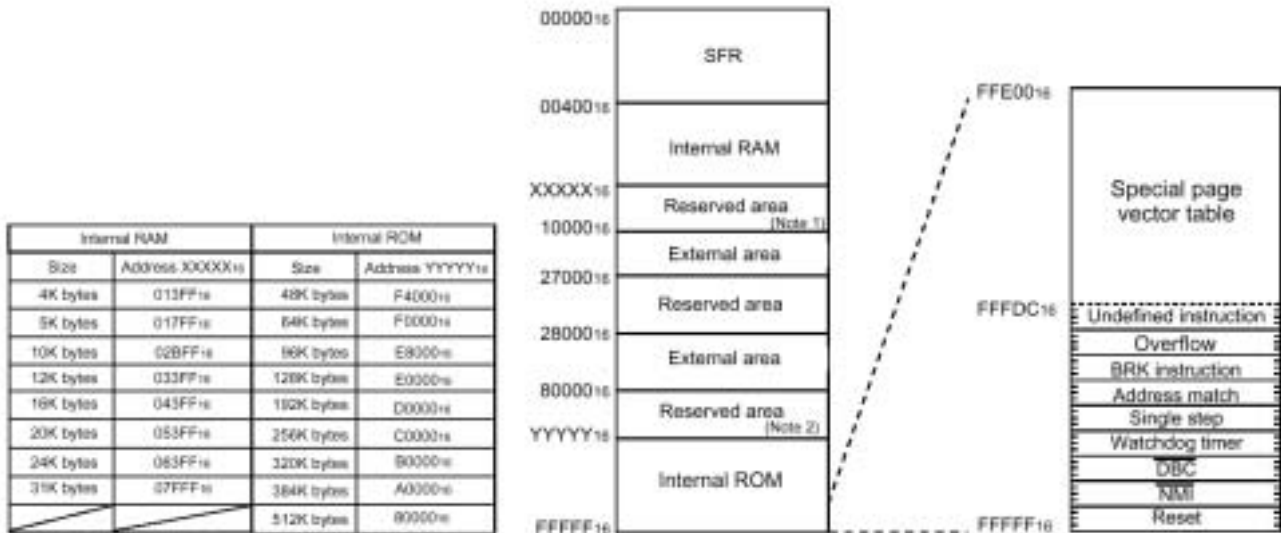 Internal RAM Internal ROM
Size Address XXXXX16 Size Address YYYYY16
4K bytes 013FF16 48K bytes F400016
5K bytes 017FF16 64K bytes F000016
10K bytes 02BFF16 96K bytes E800016
12K bytes 033FF16 128K bytes E000016
16K bytes 043FF16 192K bytes D000016
20K bytes 053FF16 256K bytes C000016
24K bytes 063FF16 320K bytes B000016
31K bytes 07FFF16 384K bytes A000016
512K bytes 8000016
0000016
SFR
0040016
Internal RAM
XXXXX16
Reserved area
(Note 1)
1000016
External area
2700016
Reserved area
2800016
External area
8000016
Reserved area
(Note 2)
YYYYY16
Internal ROM
FFFFF16
FFE0016
Special page
vector table
FFFDC16
Undefined instruction
Overflow
BRK instruction
Address match
Single step
Watchdog timer
DBC
NMI
Reset
FFFFF16